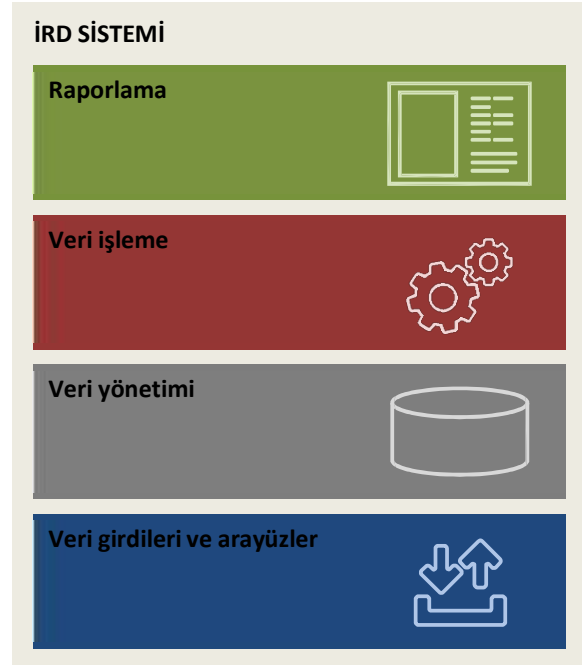 İRD SİSTEMİ
Raporlama
Veri işleme
Veri yönetimi
Veri girdileri ve arayüzler